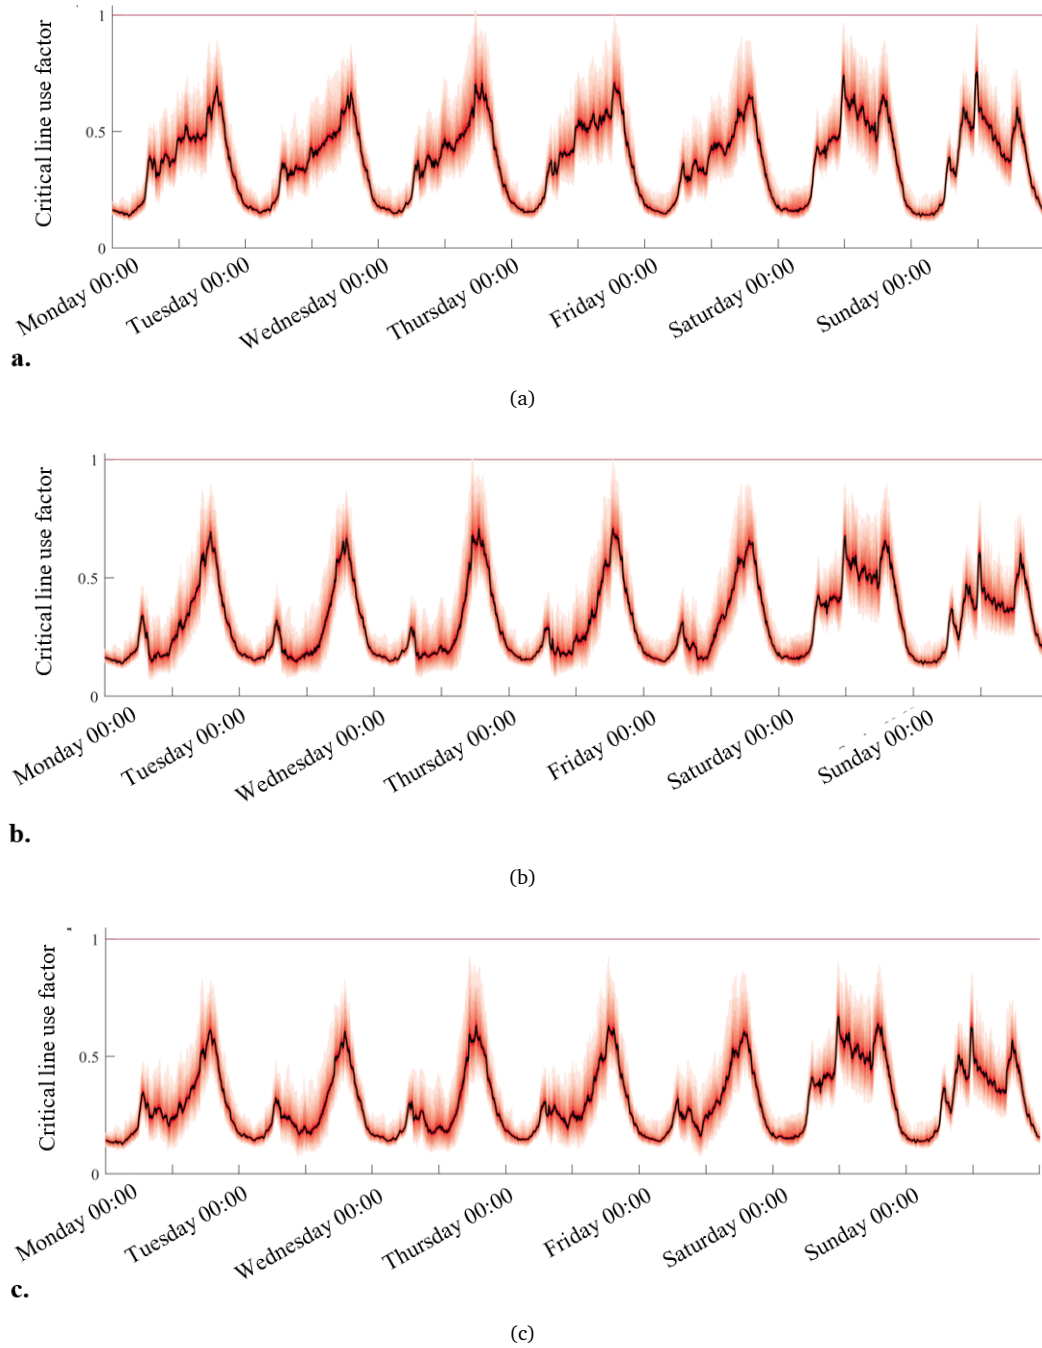 Critical line use factor
1
0.5
0
Monday 00:00
Tuesday 00:00
Wednesday 00:00
Thursday 00:00
Friday 00:00
Saturday 00:00
Sunday 00:00
a.
(a)
Critical line use factor
1
0.5
0
Monday 00:00
Tuesday 00:00
Wednesday 00:00
Thursday 00:00
Friday 00:00
Saturday 00:00
Sunday 00:00
b.
(b)
Critical line use factor
1
0.5
0
Monday 00:00
Tuesday 00:00
Wednesday 00:00
Thursday 00:00
Friday 00:00
Saturday 00:00
Sunday 00:00
c.
(c)